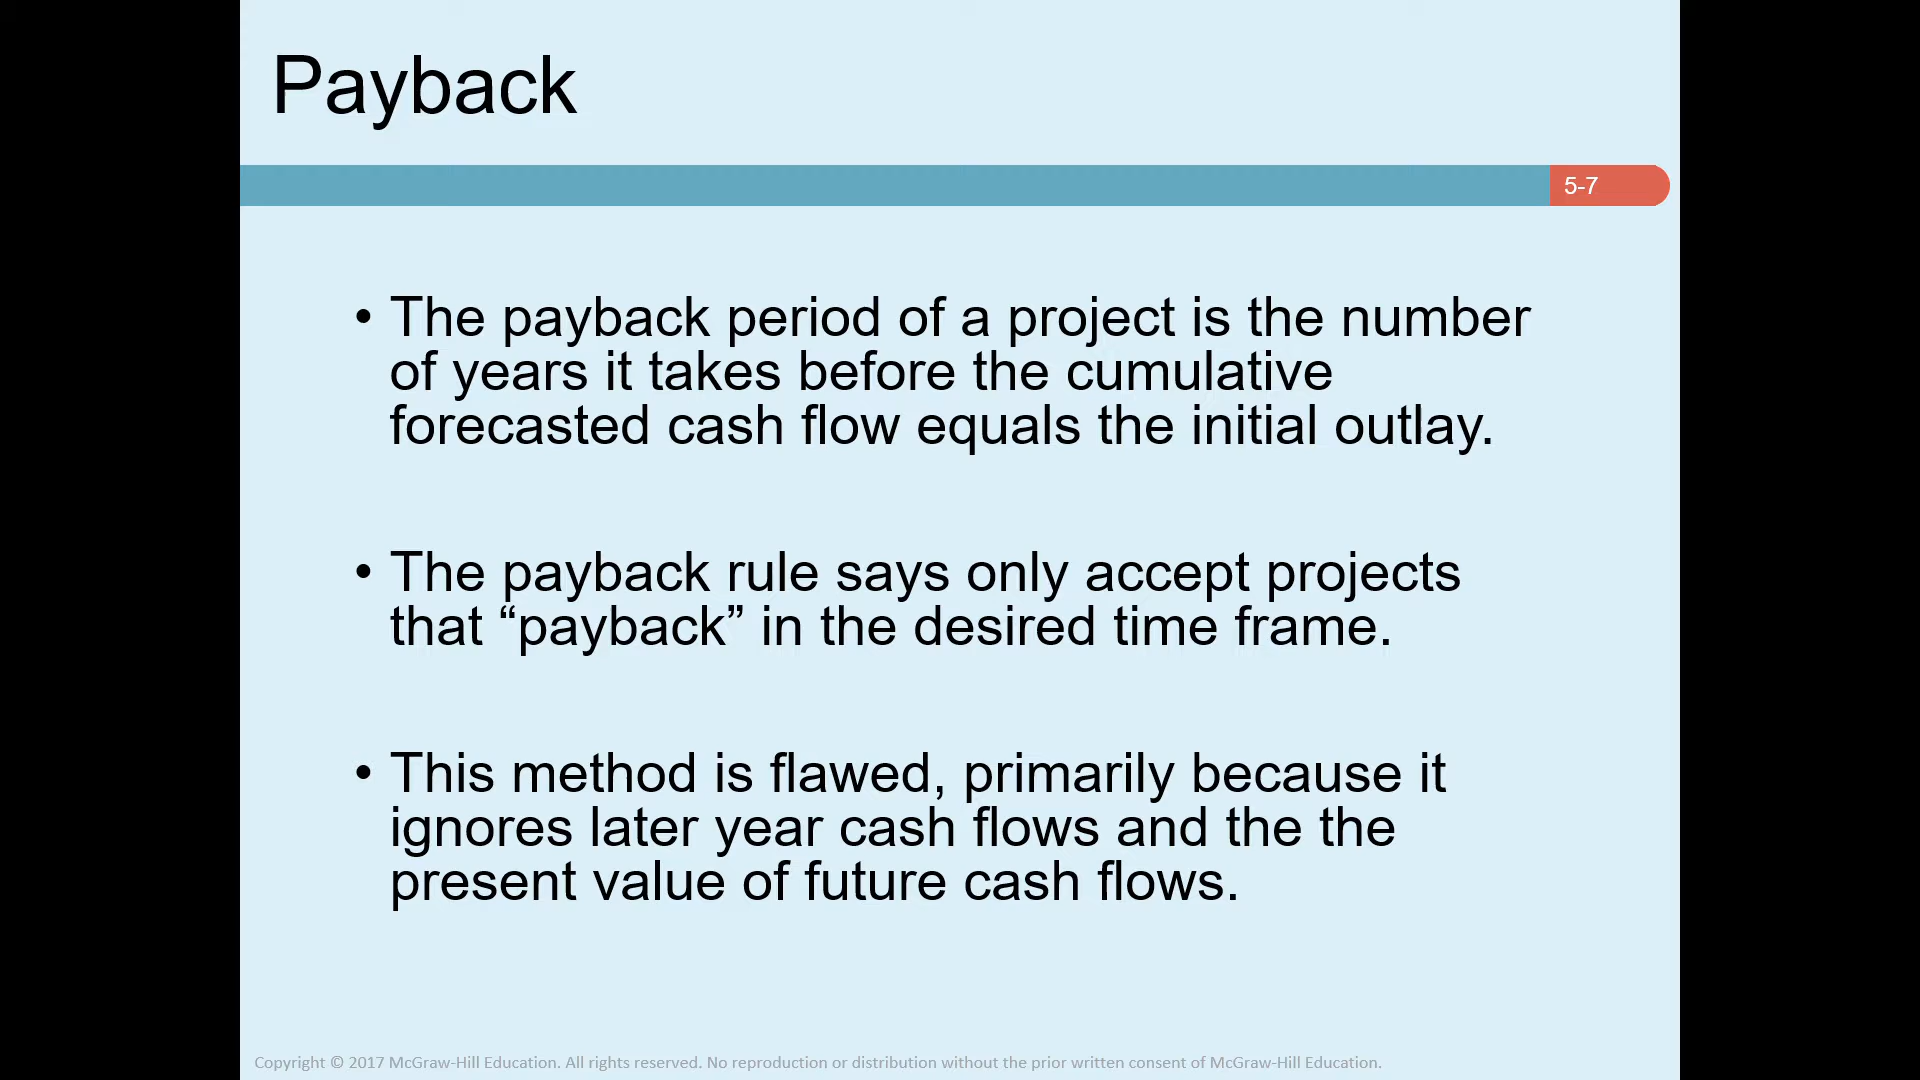 Payback
5-7
• The payback period of a project is the number
of years it takes before the cumulative
forecasted cash flow equals the initial outlay.
• The payback rule says only accept projects
that “payback” in the desired time frame.
• This method is flawed, primarily because it
ignores later year cash flows and the the
present value of future cash flows.
Copyright © 2017 McGraw-Hill Education. All rights reserved. No reproduction or distribution without the prior written consent of McGraw-Hill Education.